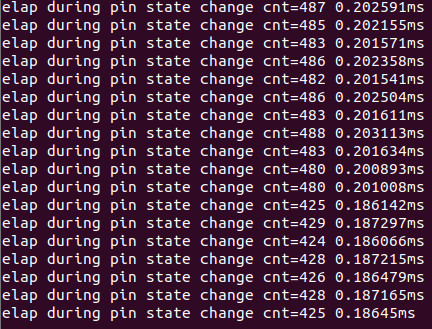 elap during pin state change cnt=487 0.202591ms
elap during pin state change cnt=485 0.202155ms
elap during pin state change cnt=483 0.201571ms
elap during pin state change cnt=486 0.202358ms
elap during pin state change cnt=482 0.201541ms
elap during pin state change cnt=486 0.202504ms
elap during pin state change cnt=483 0.201611ms
elap during pin state change cnt=488 0.203113ms
elap during pin state change cnt=483 0.201634ms
elap during pin state change cnt=480 0.200893ms
elap during pin state change cnt=480 0.201008ms
elap during pin state change cnt=425 0.186142ms
elap during pin state change cnt=429 0.187297ms
elap during pin state change cnt=424 0.186066ms
elap during pin state change cnt=428 0.187215ms
elap during pin state change cnt=426 0.186479ms
elap during pin state change cnt=428 0.187165ms
elap during pin state change cnt=425 0.18645ms